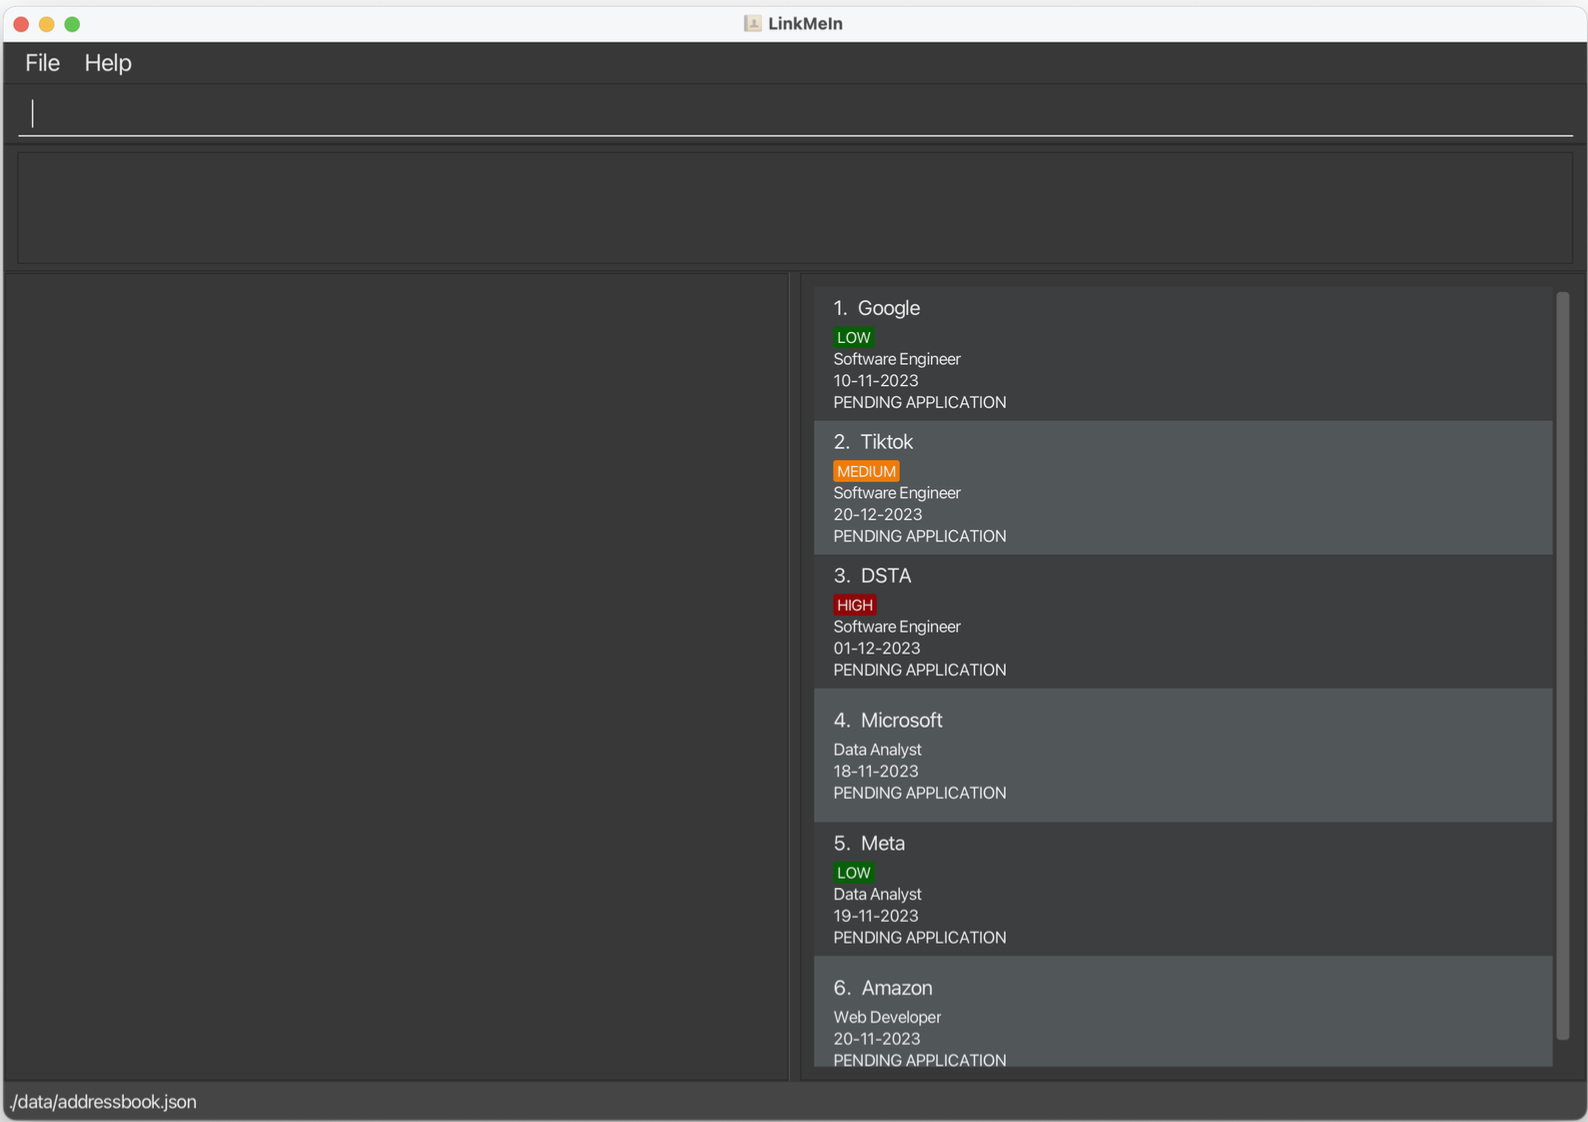 LinkMeIn
File Help
1. Google
LOW
Software Engineer
10-11-2023
PENDING APPLICATION
2. Tiktok
MEDIUM
Software Engineer
20-12-2023
PENDING APPLICATION
3. DSTA
HIGH
Software Engineer
01-12-2023
PENDING APPLICATION
4. Microsoft
Data Analyst
18-11-2023
PENDING APPLICATION
5. Meta
LOW
Data Analyst
19-11-2023
PENDING APPLICATION
6. Amazon
Web Developer
20-11-2023
PENDING APPLICATION
./data/addressbook.json